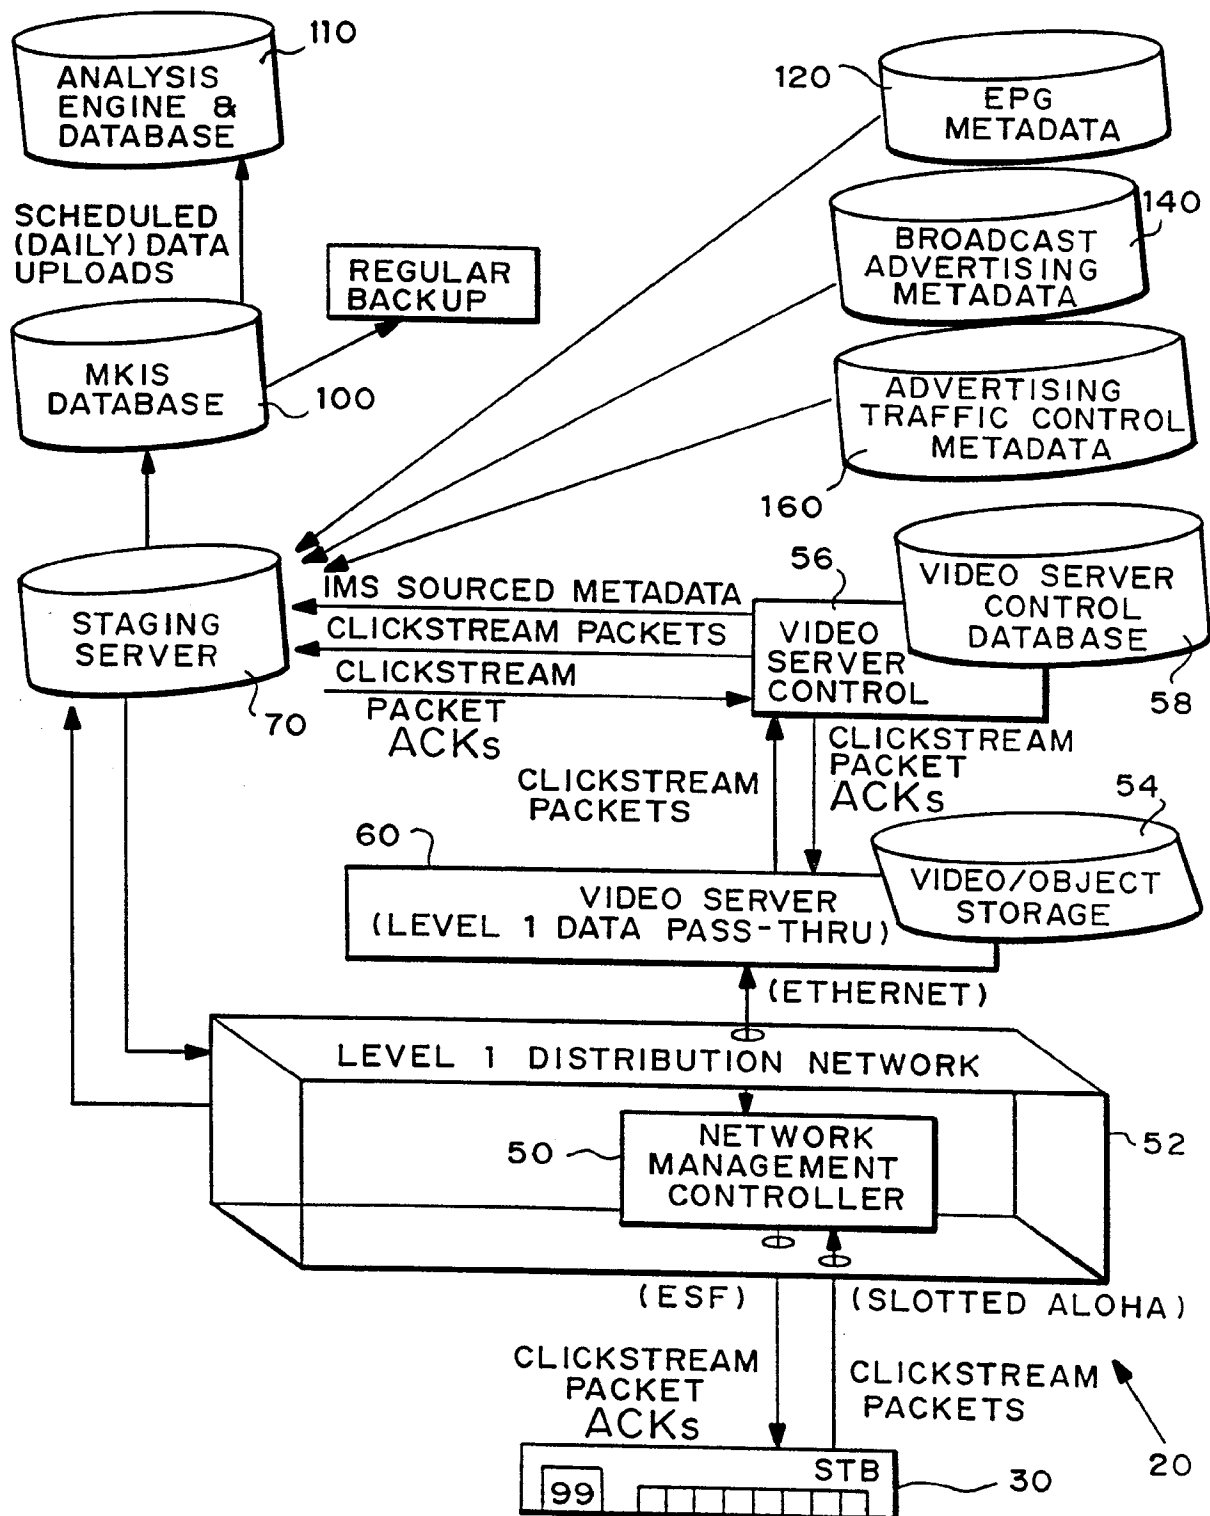 110
ANALYSIS
ENGINE &
DATABASE
120
EPG
METADATA
SCHEDULED
(DAILY) DATA
UPLOADS
140
BROADCAST
ADVERTISING
METADATA
REGULAR
BACKUP
MKIS
DATABASE
100
ADVERTISING
TRAFFIC CONTROL
METADATA
160
56
VIDEO SERVER
CONTROL
DATABASE
58
STAGING
SERVER
70
IMS SOURCED METADATA
CLICKSTREAM PACKETS
CLICKSTREAM
PACKET
ACKs
VIDEO
SERVER
CONTROL
CLICKSTREAM
PACKETS
CLICKSTREAM
PACKET
ACKs
54
VIDEO/OBJECT
STORAGE
60
VIDEO SERVER
(LEVEL 1 DATA PASS-THRU)
(ETHERNET)
LEVEL 1 DISTRIBUTION NETWORK
50
NETWORK
MANAGEMENT
CONTROLLER
52
(ESF)
(SLOTTED ALOHA)
CLICKSTREAM
PACKET
ACKs
CLICKSTREAM
PACKETS
20
STB
99
30